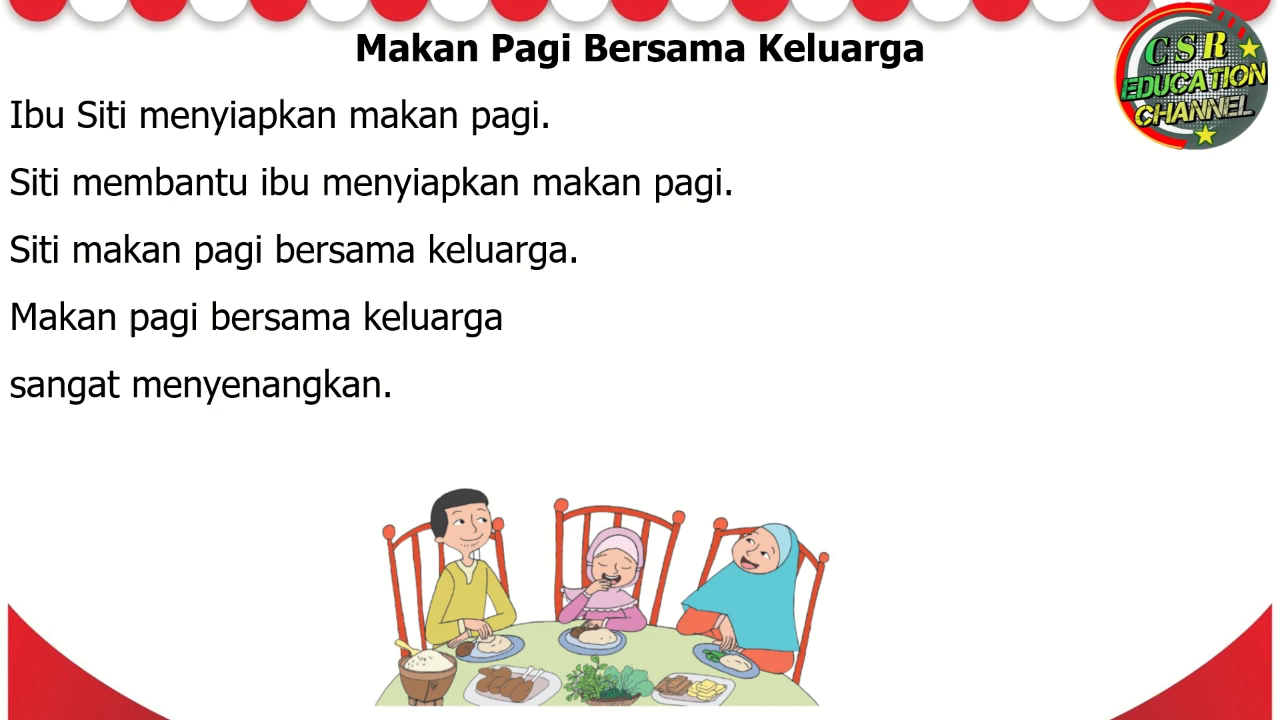 Makan Pagi Bersama Keluarga
CSR
EDUCATION
CHANNEL
Ibu Siti menyiapkan makan pagi.
Siti membantu ibu menyiapkan makan pagi.
Siti makan pagi bersama keluarga.
Makan pagi bersama keluarga
sangat menyenangkan.